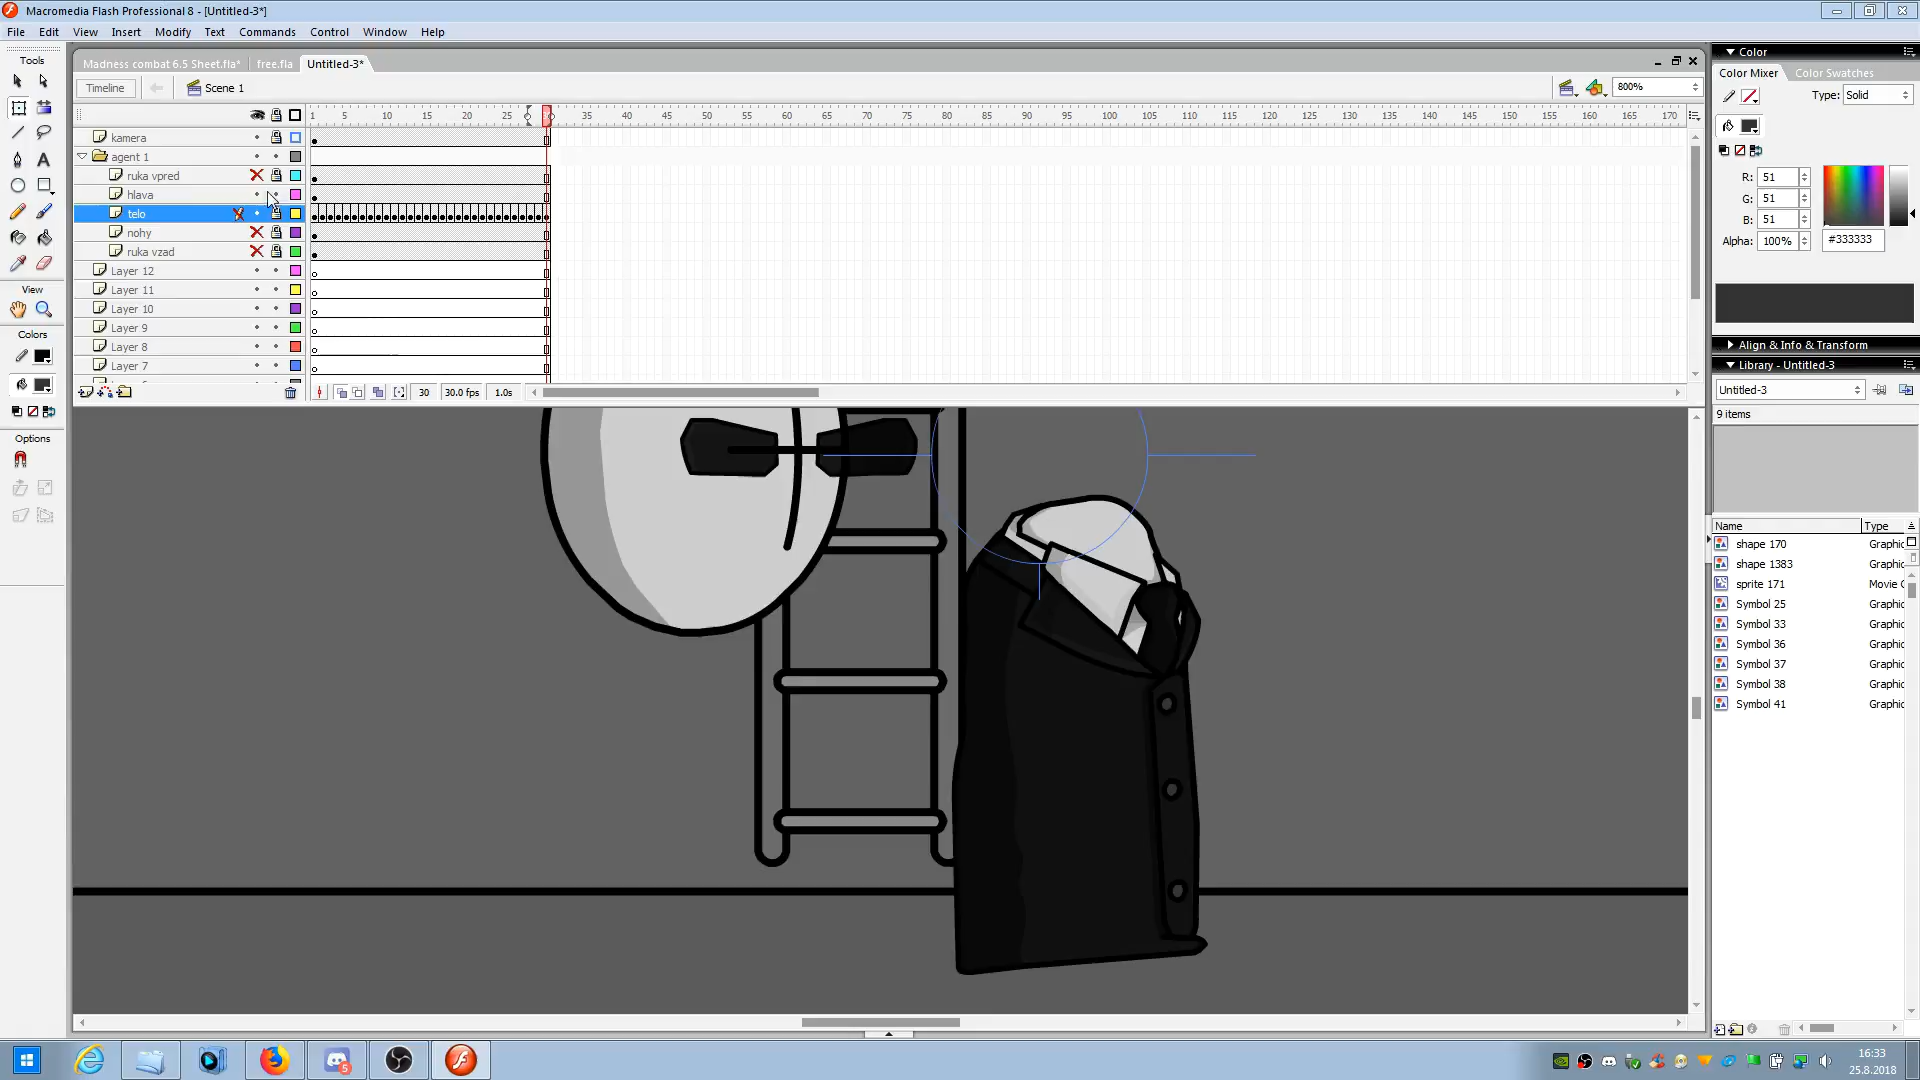 Macromedia Flash Professional 8 - [Untitled-3*]
File Edit View Insert Modify Text Commands Control Window Help
Tools
View
Colors
Options
Madness combat 6.5 Sheet.fla* free.fla Untitled-3*
Timeline Scene 1 800%
1 5 10 15 20 25 35 40 45 50 55 60 65 70 75 80 85 90 95 100 105 110 115 120 125 130 135 140 145 150 155 160 165 170
kamera
agent 1
ruka vpred
hlava
telo
nohy
ruka vzad
Layer 12
Layer 11
Layer 10
Layer 9
Layer 8
Layer 7
30 30.0 fps 1.0s
Color
Color Mixer Color Swatches
Type: Solid
R: 51
G: 51
B: 51
Alpha: 100% #333333
Align & Info & Transform
Library - Untitled-3
Untitled-3
9 items
Name Type
shape 170 Graphic
shape 1383 Graphic
sprite 171 Movie C
Symbol 25 Graphic
Symbol 33 Graphic
Symbol 36 Graphic
Symbol 37 Graphic
Symbol 38 Graphic
Symbol 41 Graphic
5
16:33
25.8.2018